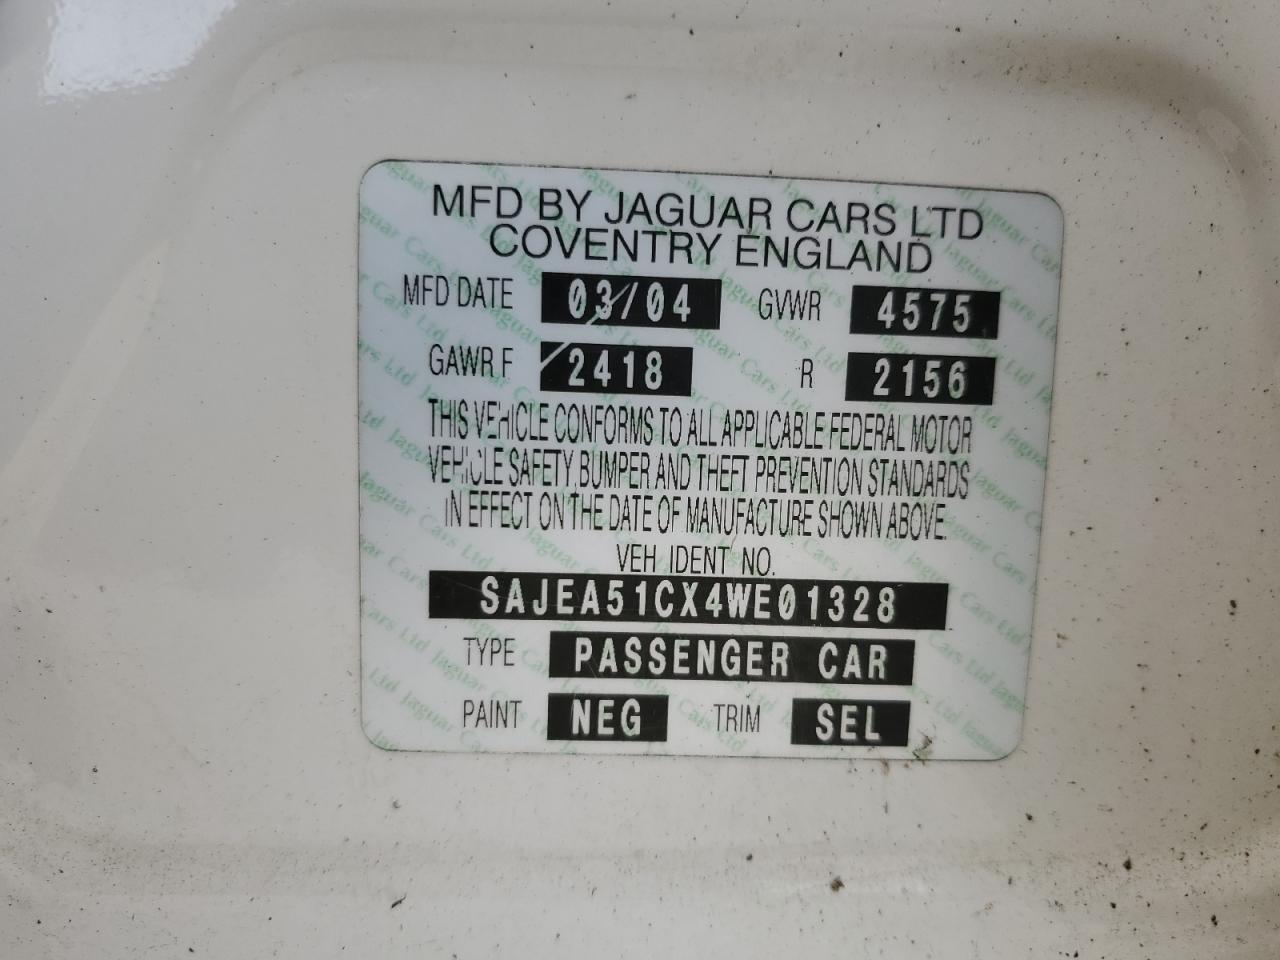 MFD BY JAGUAR CARS LTD
COVENTRY ENGLAND
MFD DATE 03/04 GVWR 4575
GAWR F 2418 R 2156
THIS VEHICLE CONFORMS TO ALL APPLICABLE FEDERAL MOTOR
VEHICLE SAFETY, BUMPER AND THEFT PREVENTION STANDARDS
IN EFFECT ON THE DATE OF MANUFACTURE SHOWN ABOVE.
VEH IDENT NO.
SAJEA51CX4WE01328
TYPE PASSENGER CAR
PAINT NEG TRIM SEL